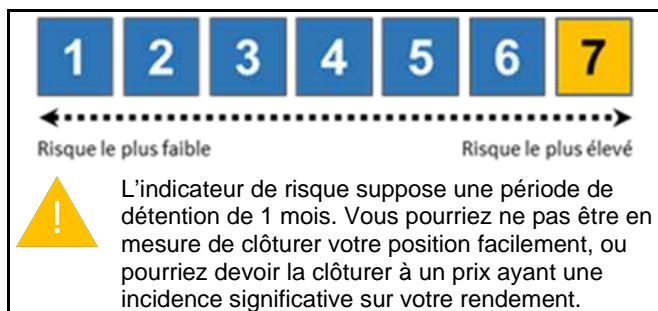 1 2 3 4 5 6 7
Risque le plus faible Risque le plus élevé
!
L'indicateur de risque suppose une période de
détention de 1 mois. Vous pourriez ne pas être en
mesure de clôturer votre position facilement, ou
pourriez devoir la clôturer à un prix ayant une
incidence significative sur votre rendement.